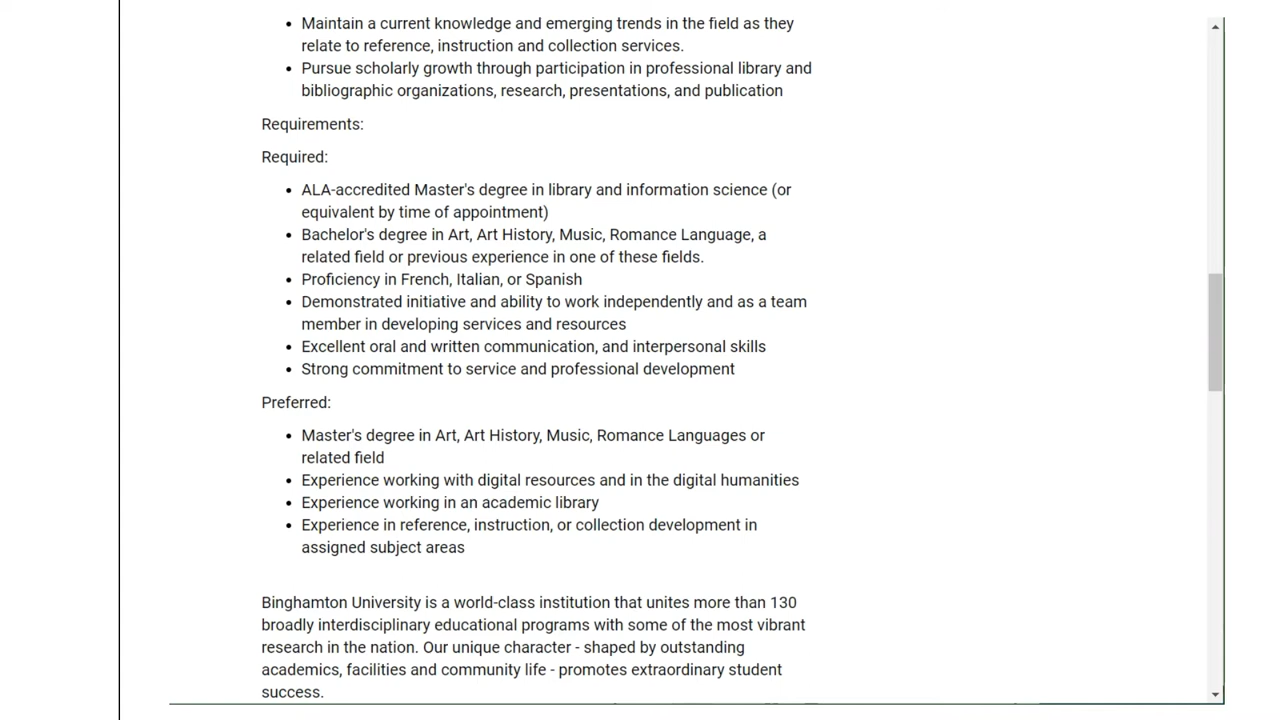 Maintain a current knowledge and emerging trends in the field as they
relate to reference, instruction and collection services.
Pursue scholarly growth through participation in professional library and
bibliographic organizations, research, presentations, and publication
Requirements:
Required:
ALA-accredited Master's degree in library and information science (or
equivalent by time of appointment)
Bachelor's degree in Art, Art History, Music, Romance Language, a
related field or previous experience in one of these fields.
Proficiency in French, Italian, or Spanish
Demonstrated initiative and ability to work independently and as a team
member in developing services and resources
Excellent oral and written communication, and interpersonal skills
Strong commitment to service and professional development
Preferred:
Master's degree in Art, Art History, Music, Romance Languages or
related field
Experience working with digital resources and in the digital humanities
Experience working in an academic library
Experience in reference, instruction, or collection development in
assigned subject areas
Binghamton University is a world-class institution that unites more than 130
broadly interdisciplinary educational programs with some of the most vibrant
research in the nation. Our unique character - shaped by outstanding
academics, facilities and community life - promotes extraordinary student
success.